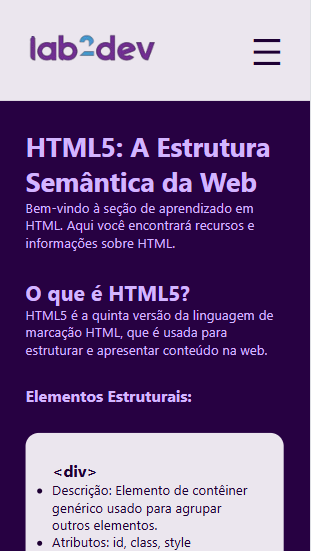 lab2dev
HTML5: A Estrutura
Semântica da Web
Bem-vindo à seção de aprendizado em
HTML. Aqui você encontrará recursos e
informações sobre HTML.
O que é HTML5?
HTML5 é a quinta versão da linguagem de
marcação HTML, que é usada para
estruturar e apresentar conteúdo na web.
Elementos Estruturais:
<div>
• Descrição: Elemento de contêiner
genérico usado para agrupar
outros elementos.
• Atributos: id, class, style